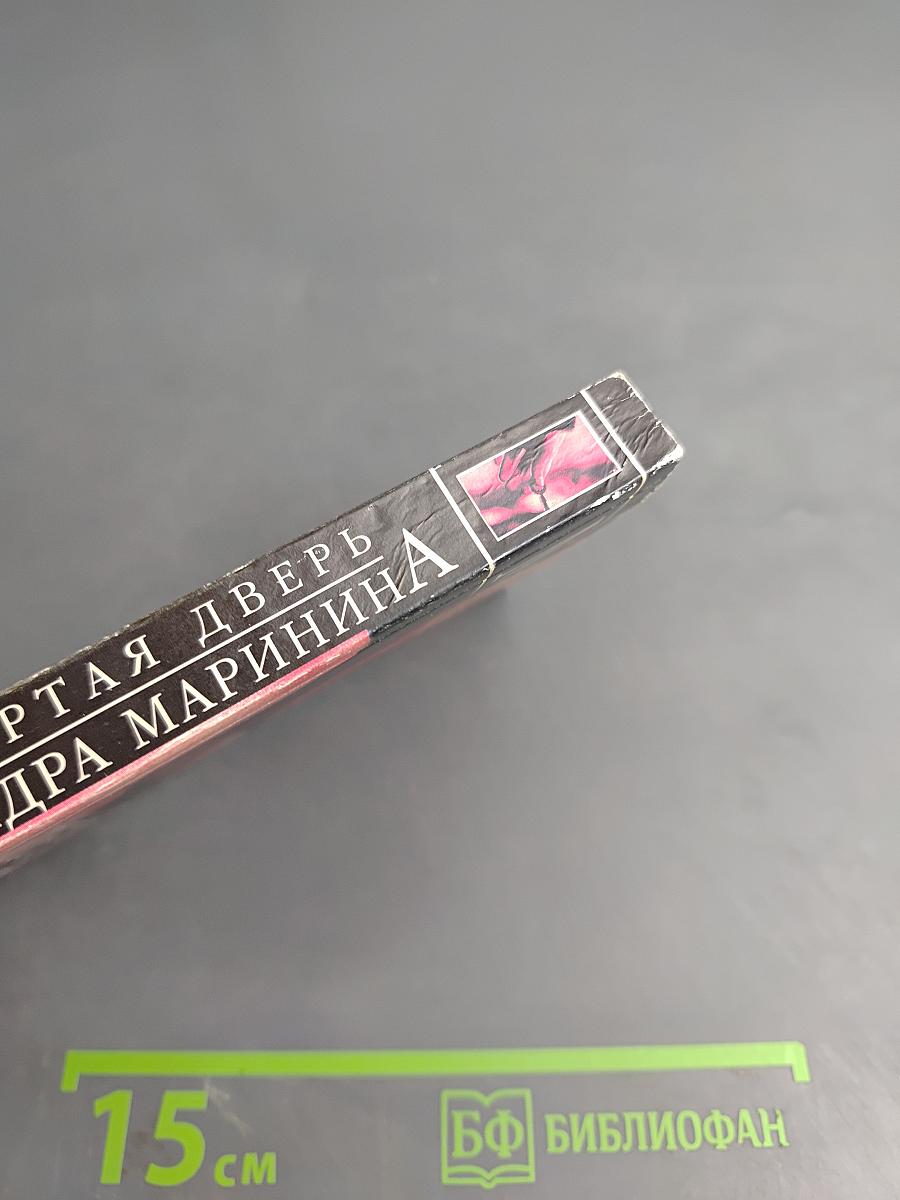 РТАЯ ДВЕРЬ
ДРА МАРИНИНА
15 см
БФ БИБЛИОФАН